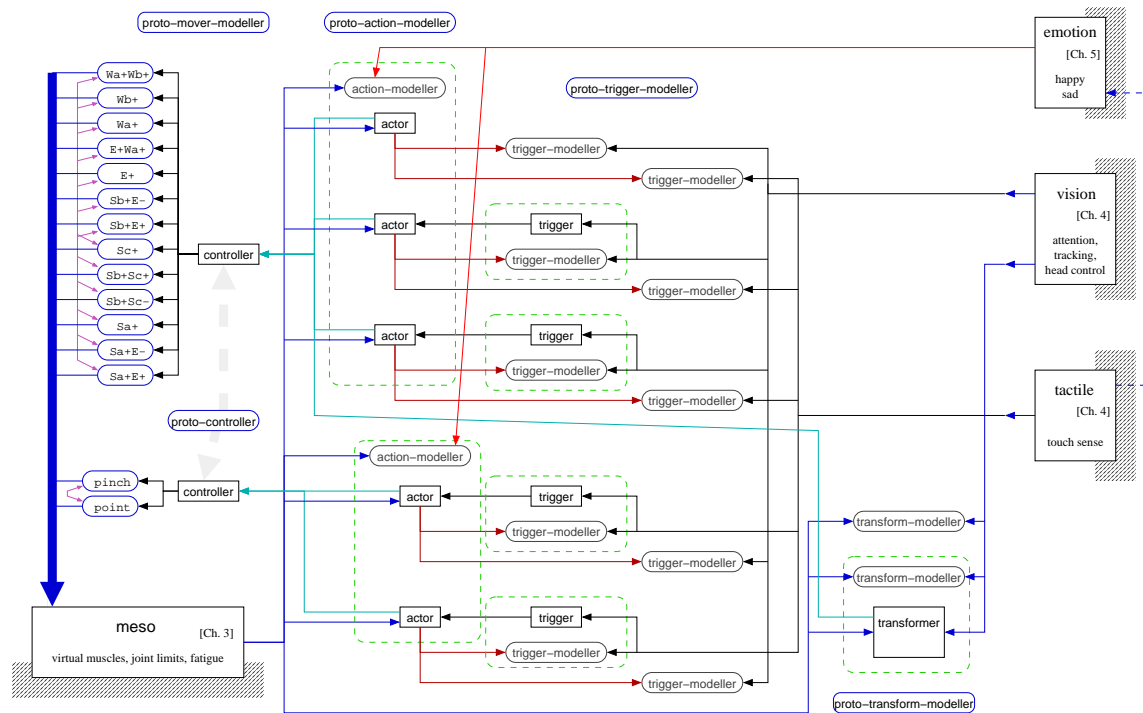 proto-mover-modeller
proto-action-modeller
emotion
[Ch. 5]
happy
sad
Wa+Wb+
Wb+
Wa+
E+Wa+
E+
Sb+E-
Sb+E+
Sc+
Sb+Sc+
Sb+Sc-
Sa+
Sa+E-
Sa+E+
action-modeller
proto-trigger-modeller
actor
trigger-modeller
trigger-modeller
vision
[Ch. 4]
attention,
tracking,
head control
actor
trigger
controller
trigger-modeller
trigger-modeller
actor
trigger
trigger-modeller
trigger-modeller
tactile
[Ch. 4]
touch sense
proto-controller
action-modeller
pinch
point
controller
actor
trigger
trigger-modeller
trigger-modeller
transform-modeller
transform-modeller
transformer
meso
[Ch. 3]
virtual muscles, joint limits, fatigue
actor
trigger
trigger-modeller
trigger-modeller
proto-transform-modeller